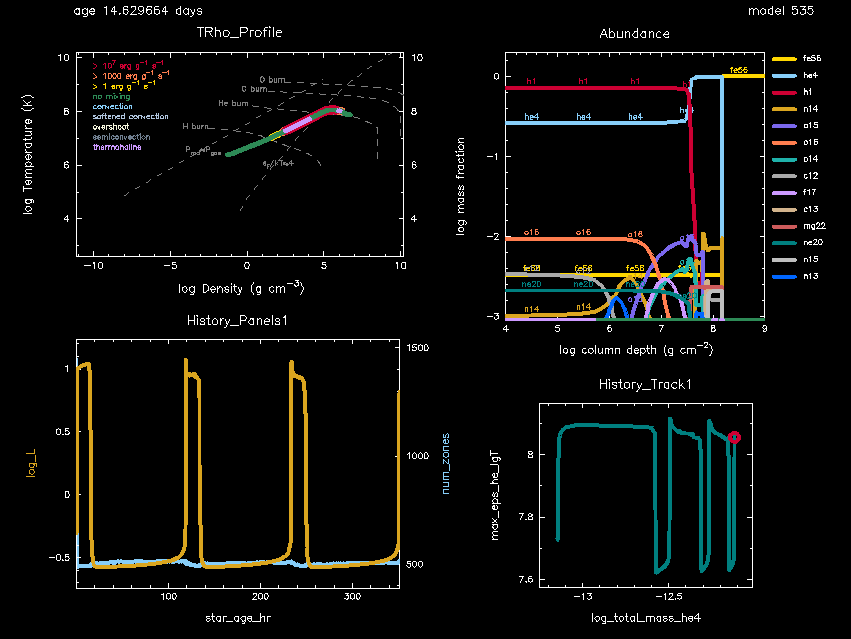 age 14.629664 days
model 535
TRho_Profile
> 10⁷ erg g⁻¹ s⁻¹
> 1000 erg g⁻¹ s⁻¹
> 1 erg g⁻¹ s⁻¹
no mixing
convection
softened convection
overshoot
semiconvection
thermohaline
O burn
C burn
He burn
H burn
log Temperature (K)
10
8
6
4
10
8
6
4
−10
−5
0
5
10
log Density (g cm⁻³)
Abundance
fe56
h1
h1
h1
he4
he4
he4
o16
o16
o16
fe56
fe56
fe56
ne20
ne20
n14
n14
log mass fraction
0
−1
−2
−3
4
5
6
7
8
9
log column depth (g cm⁻²)
fe56
he4
h1
n14
o15
o16
o14
c12
f17
c13
mg22
ne20
n15
n13
History_Panels1
log_L
1
0.5
0
−0.5
1500
1000
500
num_zones
100
200
300
star_age_hr
History_Track1
max_eps_he_lgT
8
7.8
7.6
−13
−12.5
log_total_mass_he4